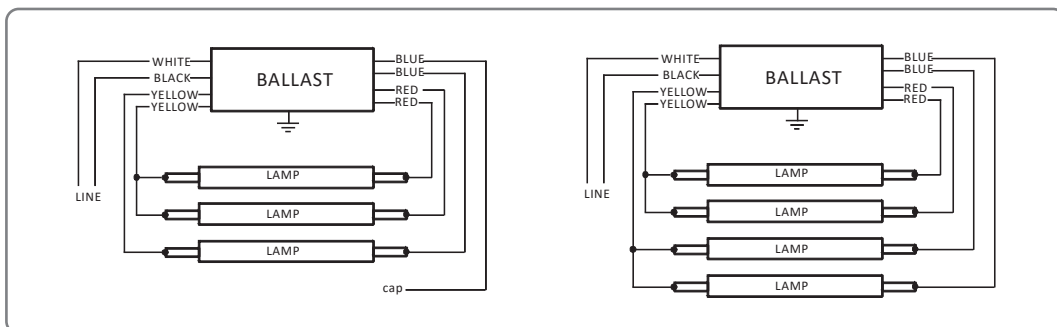 WHITE
BLACK
YELLOW
YELLOW
BALLAST
BLUE
BLUE
RED
RED
LAMP
LAMP
LAMP
LINE
cap
WHITE
BLACK
YELLOW
YELLOW
BALLAST
BLUE
BLUE
RED
RED
LAMP
LAMP
LAMP
LAMP
LINE